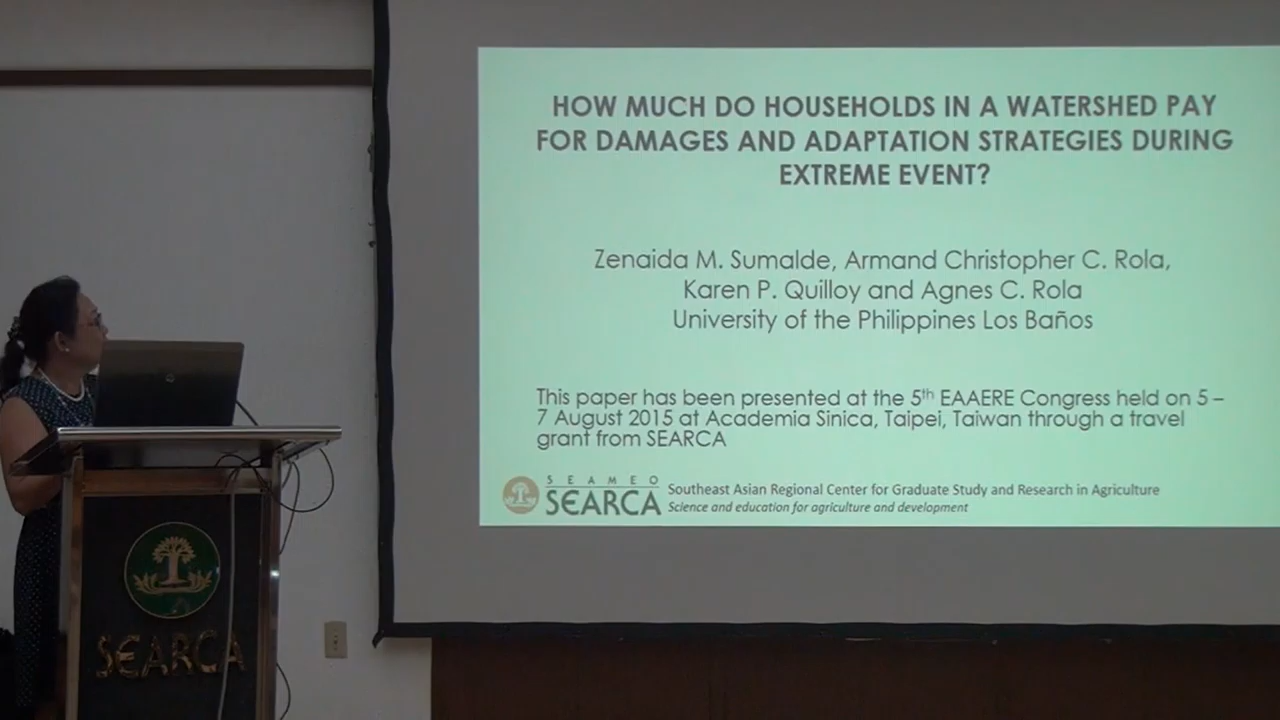 HOW MUCH DO HOUSEHOLDS IN A WATERSHED PAY
FOR DAMAGES AND ADAPTATION STRATEGIES DURING
EXTREME EVENT?
Zenaida M. Sumalde, Armand Christopher C. Rola,
Karen P. Quilloy and Agnes C. Rola
University of the Philippines Los Baños
This paper has been presented at the 5th EAAERE Congress held on 5 –
7 August 2015 at Academia Sinica, Taipei, Taiwan through a travel
grant from SEARCA
SEAMEO
SEARCA
Southeast Asian Regional Center for Graduate Study and Research in Agriculture
Science and education for agriculture and development
SEARCA